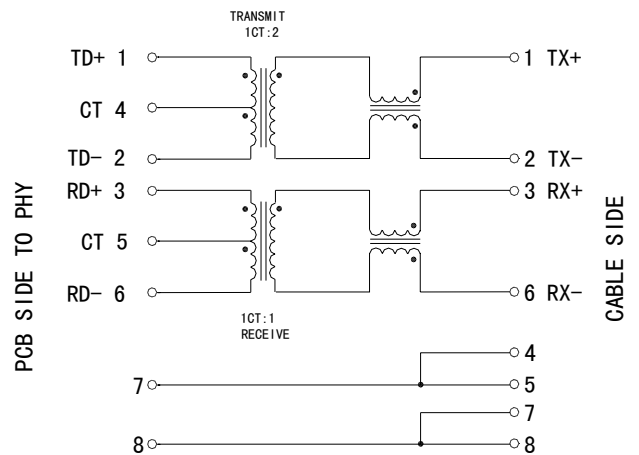 TRANSMIT
1CT:2
TD+ 1
1 TX+
CT 4
TD- 2
2 TX-
RD+ 3
3 RX+
CT 5
RD- 6
6 RX-
1CT:1
RECEIVE
PCB SIDE TO PHY
CABLE SIDE
4
7
5
7
8
8